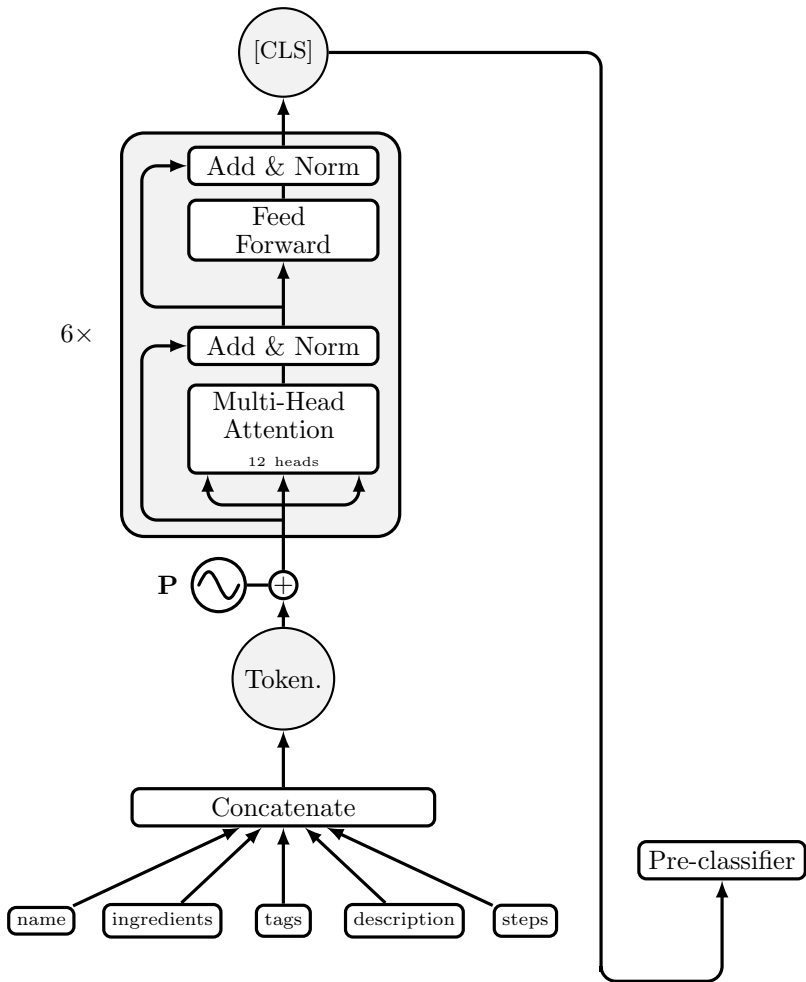 [CLS]
Add & Norm
Feed
Forward
6×
Add & Norm
Multi-Head
Attention
12 heads
P
+
Token.
Concatenate
Pre-classifier
name
ingredients
tags
description
steps